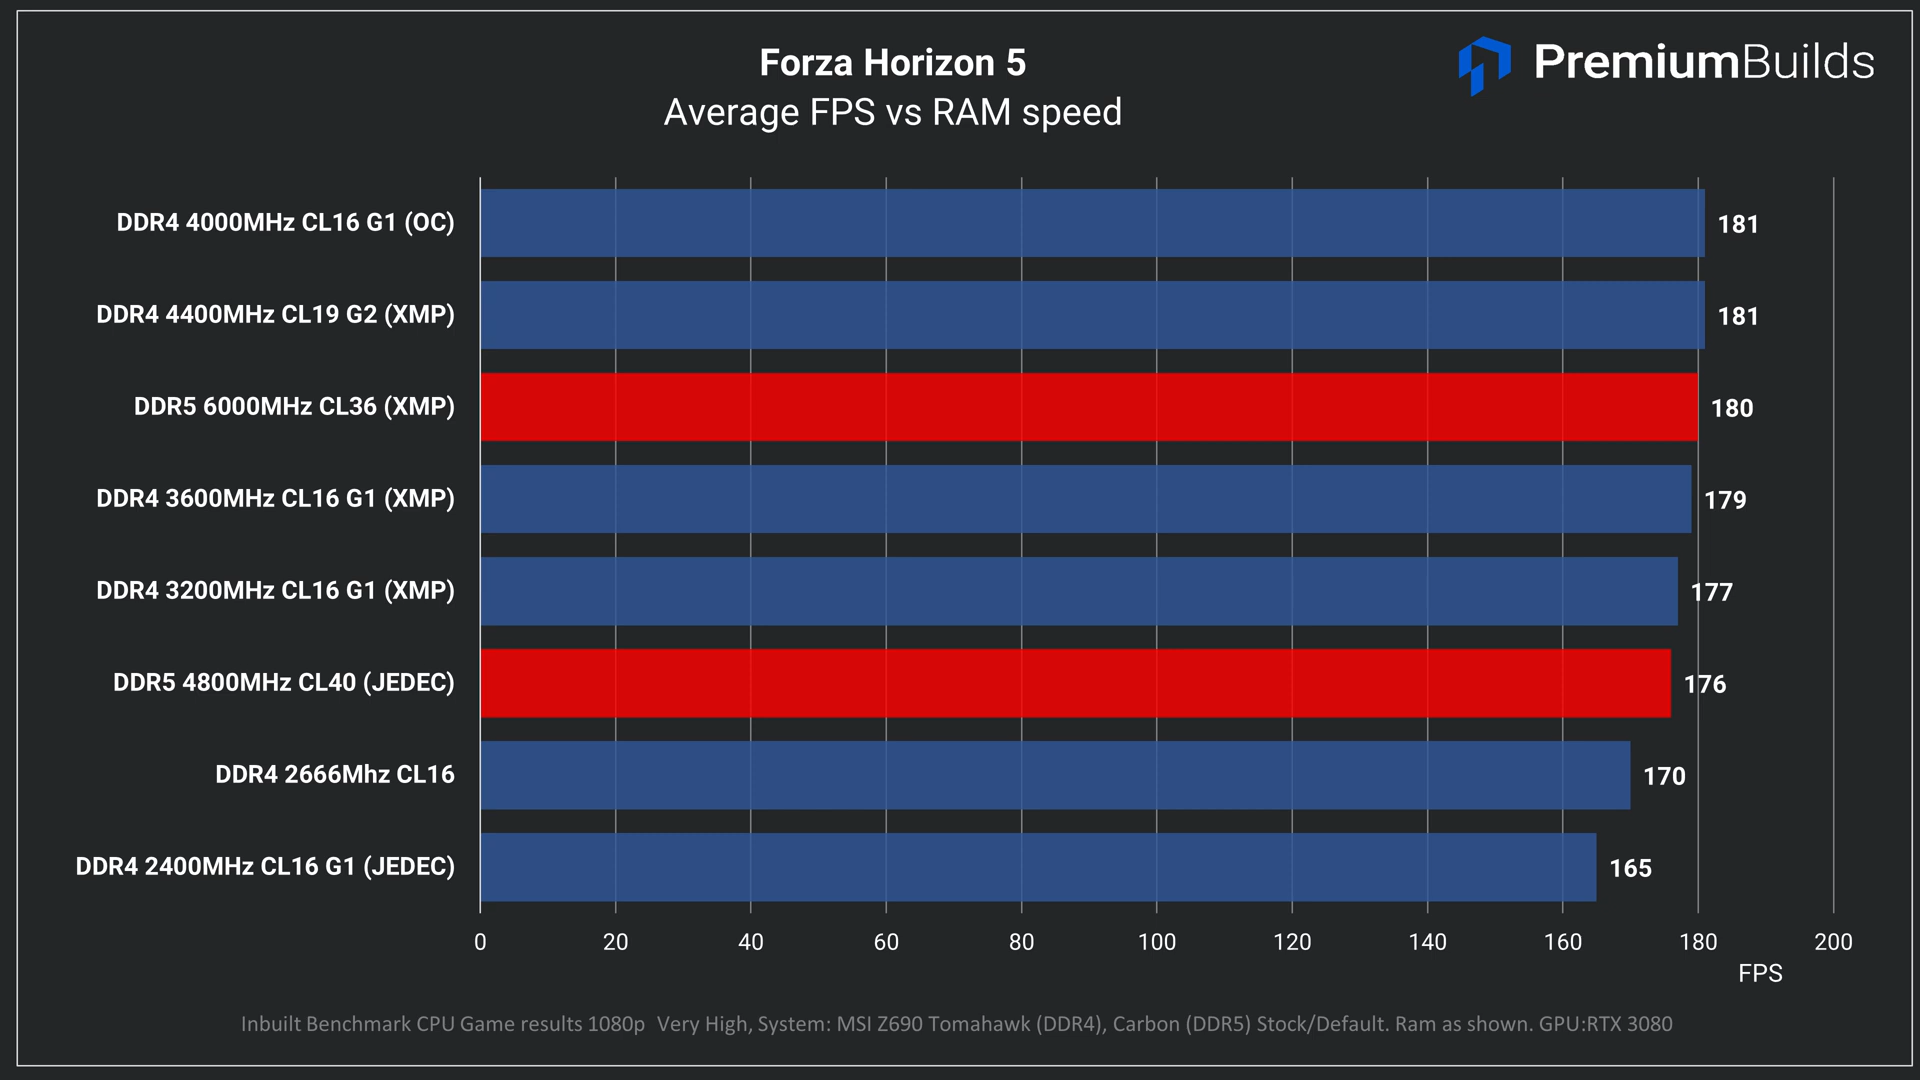 Forza Horizon 5
Average FPS vs RAM speed
PremiumBuilds
DDR4 4000MHz CL16 G1 (OC) 181
DDR4 4400MHz CL19 G2 (XMP) 181
DDR5 6000MHz CL36 (XMP) 180
DDR4 3600MHz CL16 G1 (XMP) 179
DDR4 3200MHz CL16 G1 (XMP) 177
DDR5 4800MHz CL40 (JEDEC) 176
DDR4 2666Mhz CL16 170
DDR4 2400MHz CL16 G1 (JEDEC) 165
0 20 40 60 80 100 120 140 160 180 200
FPS
Inbuilt Benchmark CPU Game results 1080p Very High, System: MSI Z690 Tomahawk (DDR4), Carbon (DDR5) Stock/Default. Ram as shown. GPU:RTX 3080